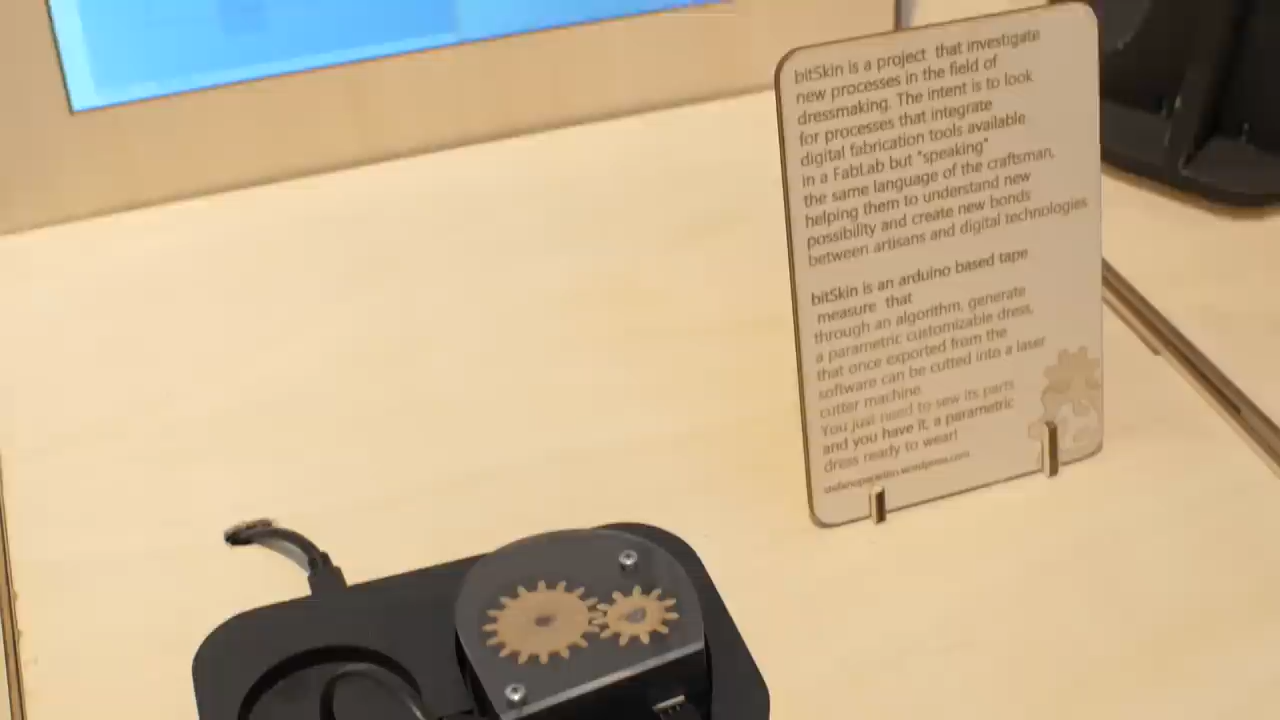 bitSkin is a project that investigate
new processes in the field of
dressmaking. The intent is to look
for processes that integrate
digital fabrication tools available
in a FabLab but "speaking"
the same language of the craftsman,
helping them to understand new
possibility and create new bonds
between artisans and digital technologies
bitSkin is an arduino based tape
measure that
through an algorithm, generate
a parametric customizable dress,
that once exported from the
software can be cutted into a laser
cutter machine.
You just need to sew its parts
and you have it, a parametric
dress ready to wear!